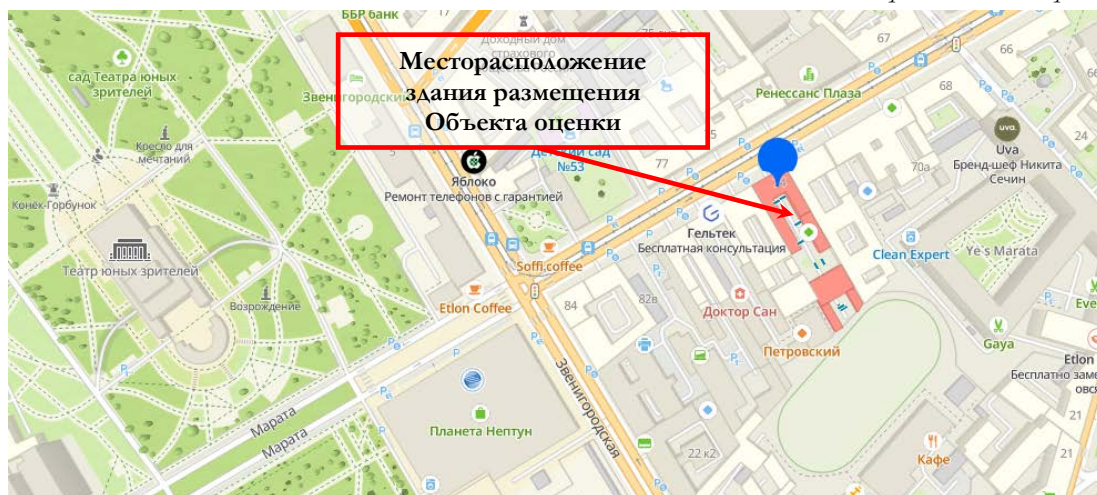 ББР банк
17
Доходный дом
страхового
67
66
сад Театра юных
зрителей
Месторасположение
здания размещения
Объекта оценки
Ренессанс Плаза
68
uva.
Uva
Бренд-шеф Никита
Сечин
24
Кресло для
мечтаний
5
Детский сад
№53
77
70а
Яблоко
Ремонт телефонов с гарантией
Конёк-Горбунок
Гельтек
Бесплатная консультация
Clean Expert
Ye's Marata
Театр юных зрителей
Soffi.coffee
Возрождение
Etlon Coffee
84
82в
Доктор Сан
Петровский
Gaya
Etlon
Звенигородская
Марата
Марата
Планета Нептун
22 к2
Кафе
21
21